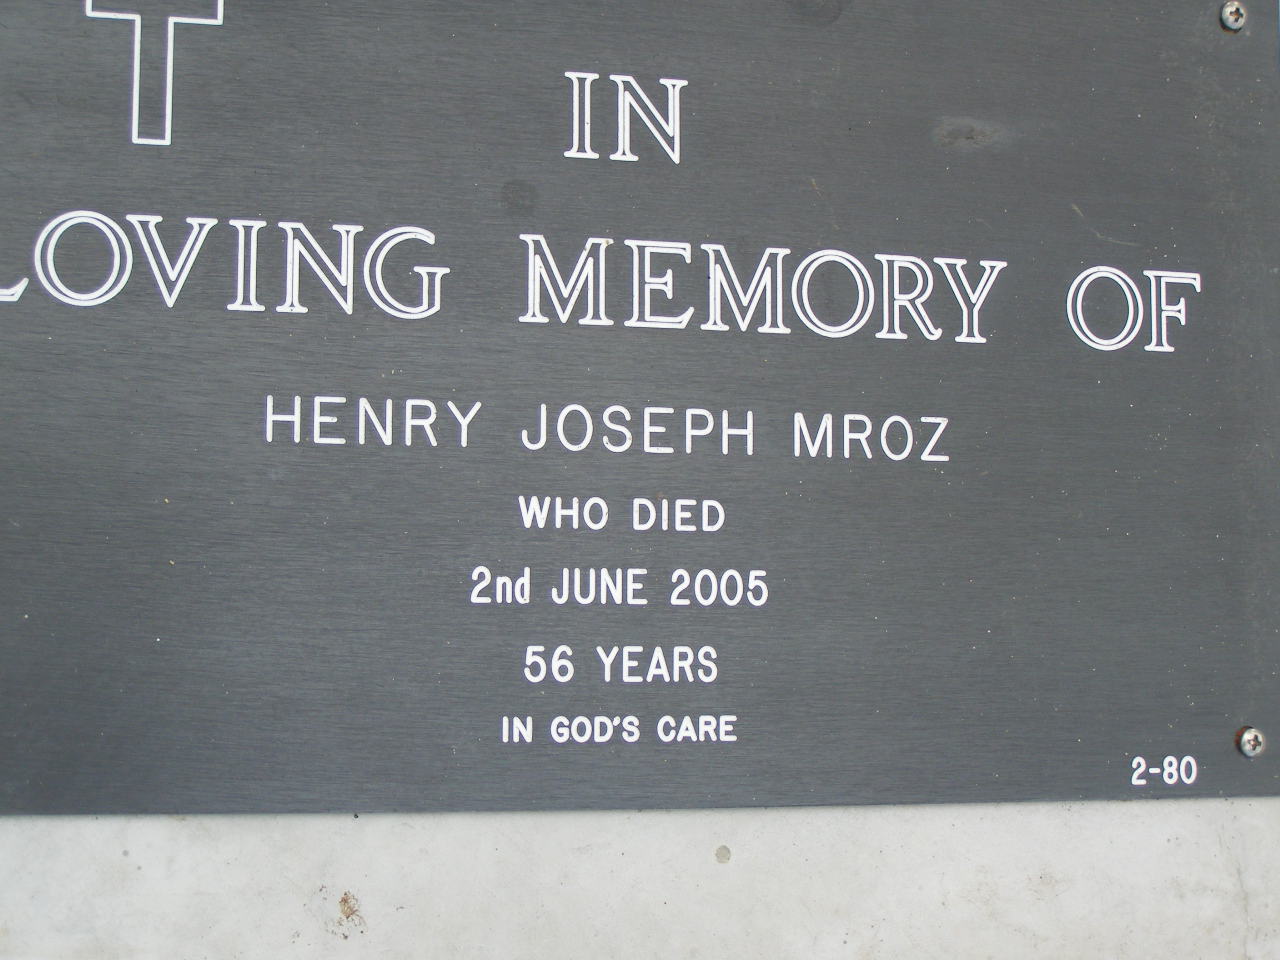 IN
LOVING MEMORY OF
HENRY JOSEPH MROZ
WHO DIED
2nd JUNE 2005
56 YEARS
IN GOD'S CARE
2-80